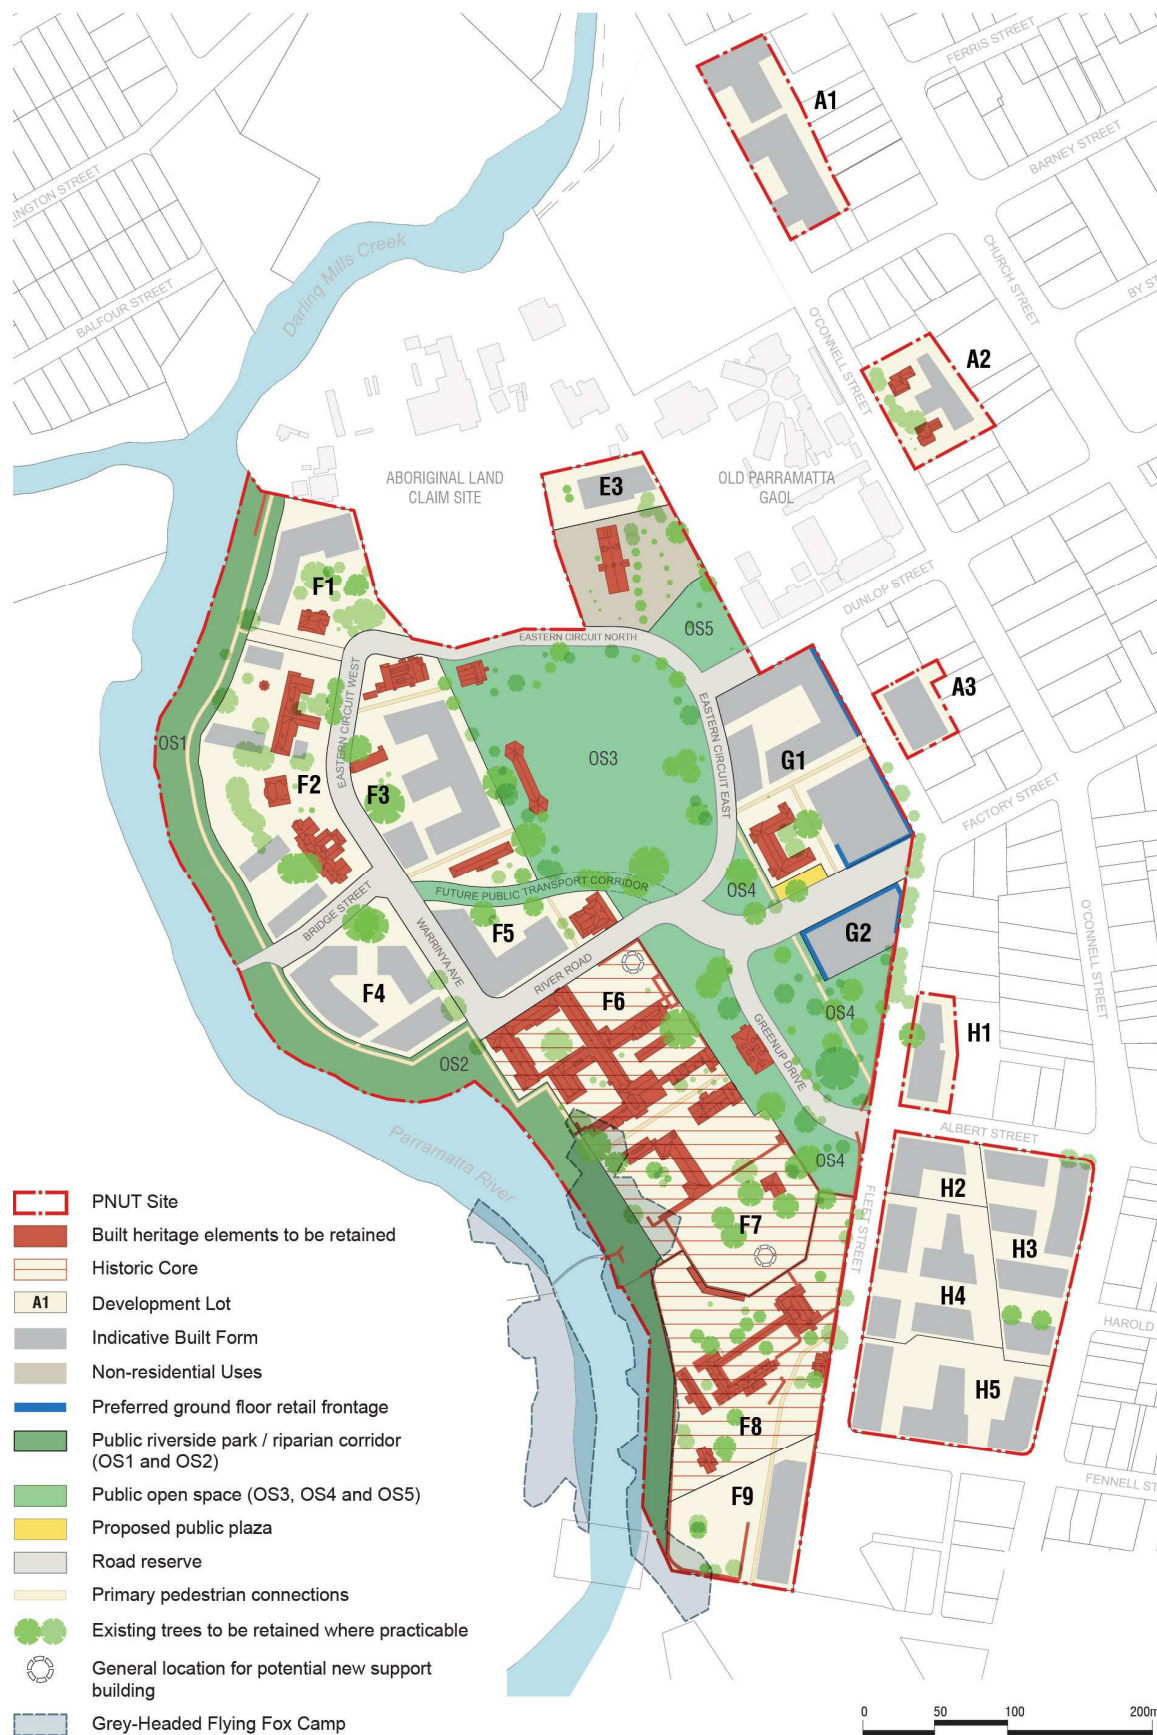 FERRIS STREET
A1
BARNEY STREET
LINGTON STREET
Darling Mills Creek
CHURCH STREET
BALFOUR STREET
BY ST
O'CONNELL STREET
A2
ABORIGINAL LAND
CLAIM SITE
E3
OLD PARRAMATTA
GAOL
F1
DUNLOP STREET
OS5
EASTERN CIRCUIT NORTH
A3
EASTERN CIRCUIT WEST
EASTERN CIRCUIT EAST
OS1
OS3
G1
F2
F3
FACTORY STREET
FUTURE PUBLIC TRANSPORT CORRIDOR
OS4
BRIDGE STREET
WARRINYA AVE
F5
G2
O'CONNELL STREET
RIVER ROAD
F4
F6
OS4
GREENUP DRIVE
H1
OS2
ALBERT STREET
Parramatta River
OS4
FLEET STREET
H2
F7
H3
H4
HAROLD
H5
F8
FENNELL ST
F9
PNUT Site
Built heritage elements to be retained
Historic Core
A1 Development Lot
Indicative Built Form
Non-residential Uses
Preferred ground floor retail frontage
Public riverside park / riparian corridor
(OS1 and OS2)
Public open space (OS3, OS4 and OS5)
Proposed public plaza
Road reserve
Primary pedestrian connections
Existing trees to be retained where practicable
General location for potential new support
building
Grey-Headed Flying Fox Camp
0 50 100 200m